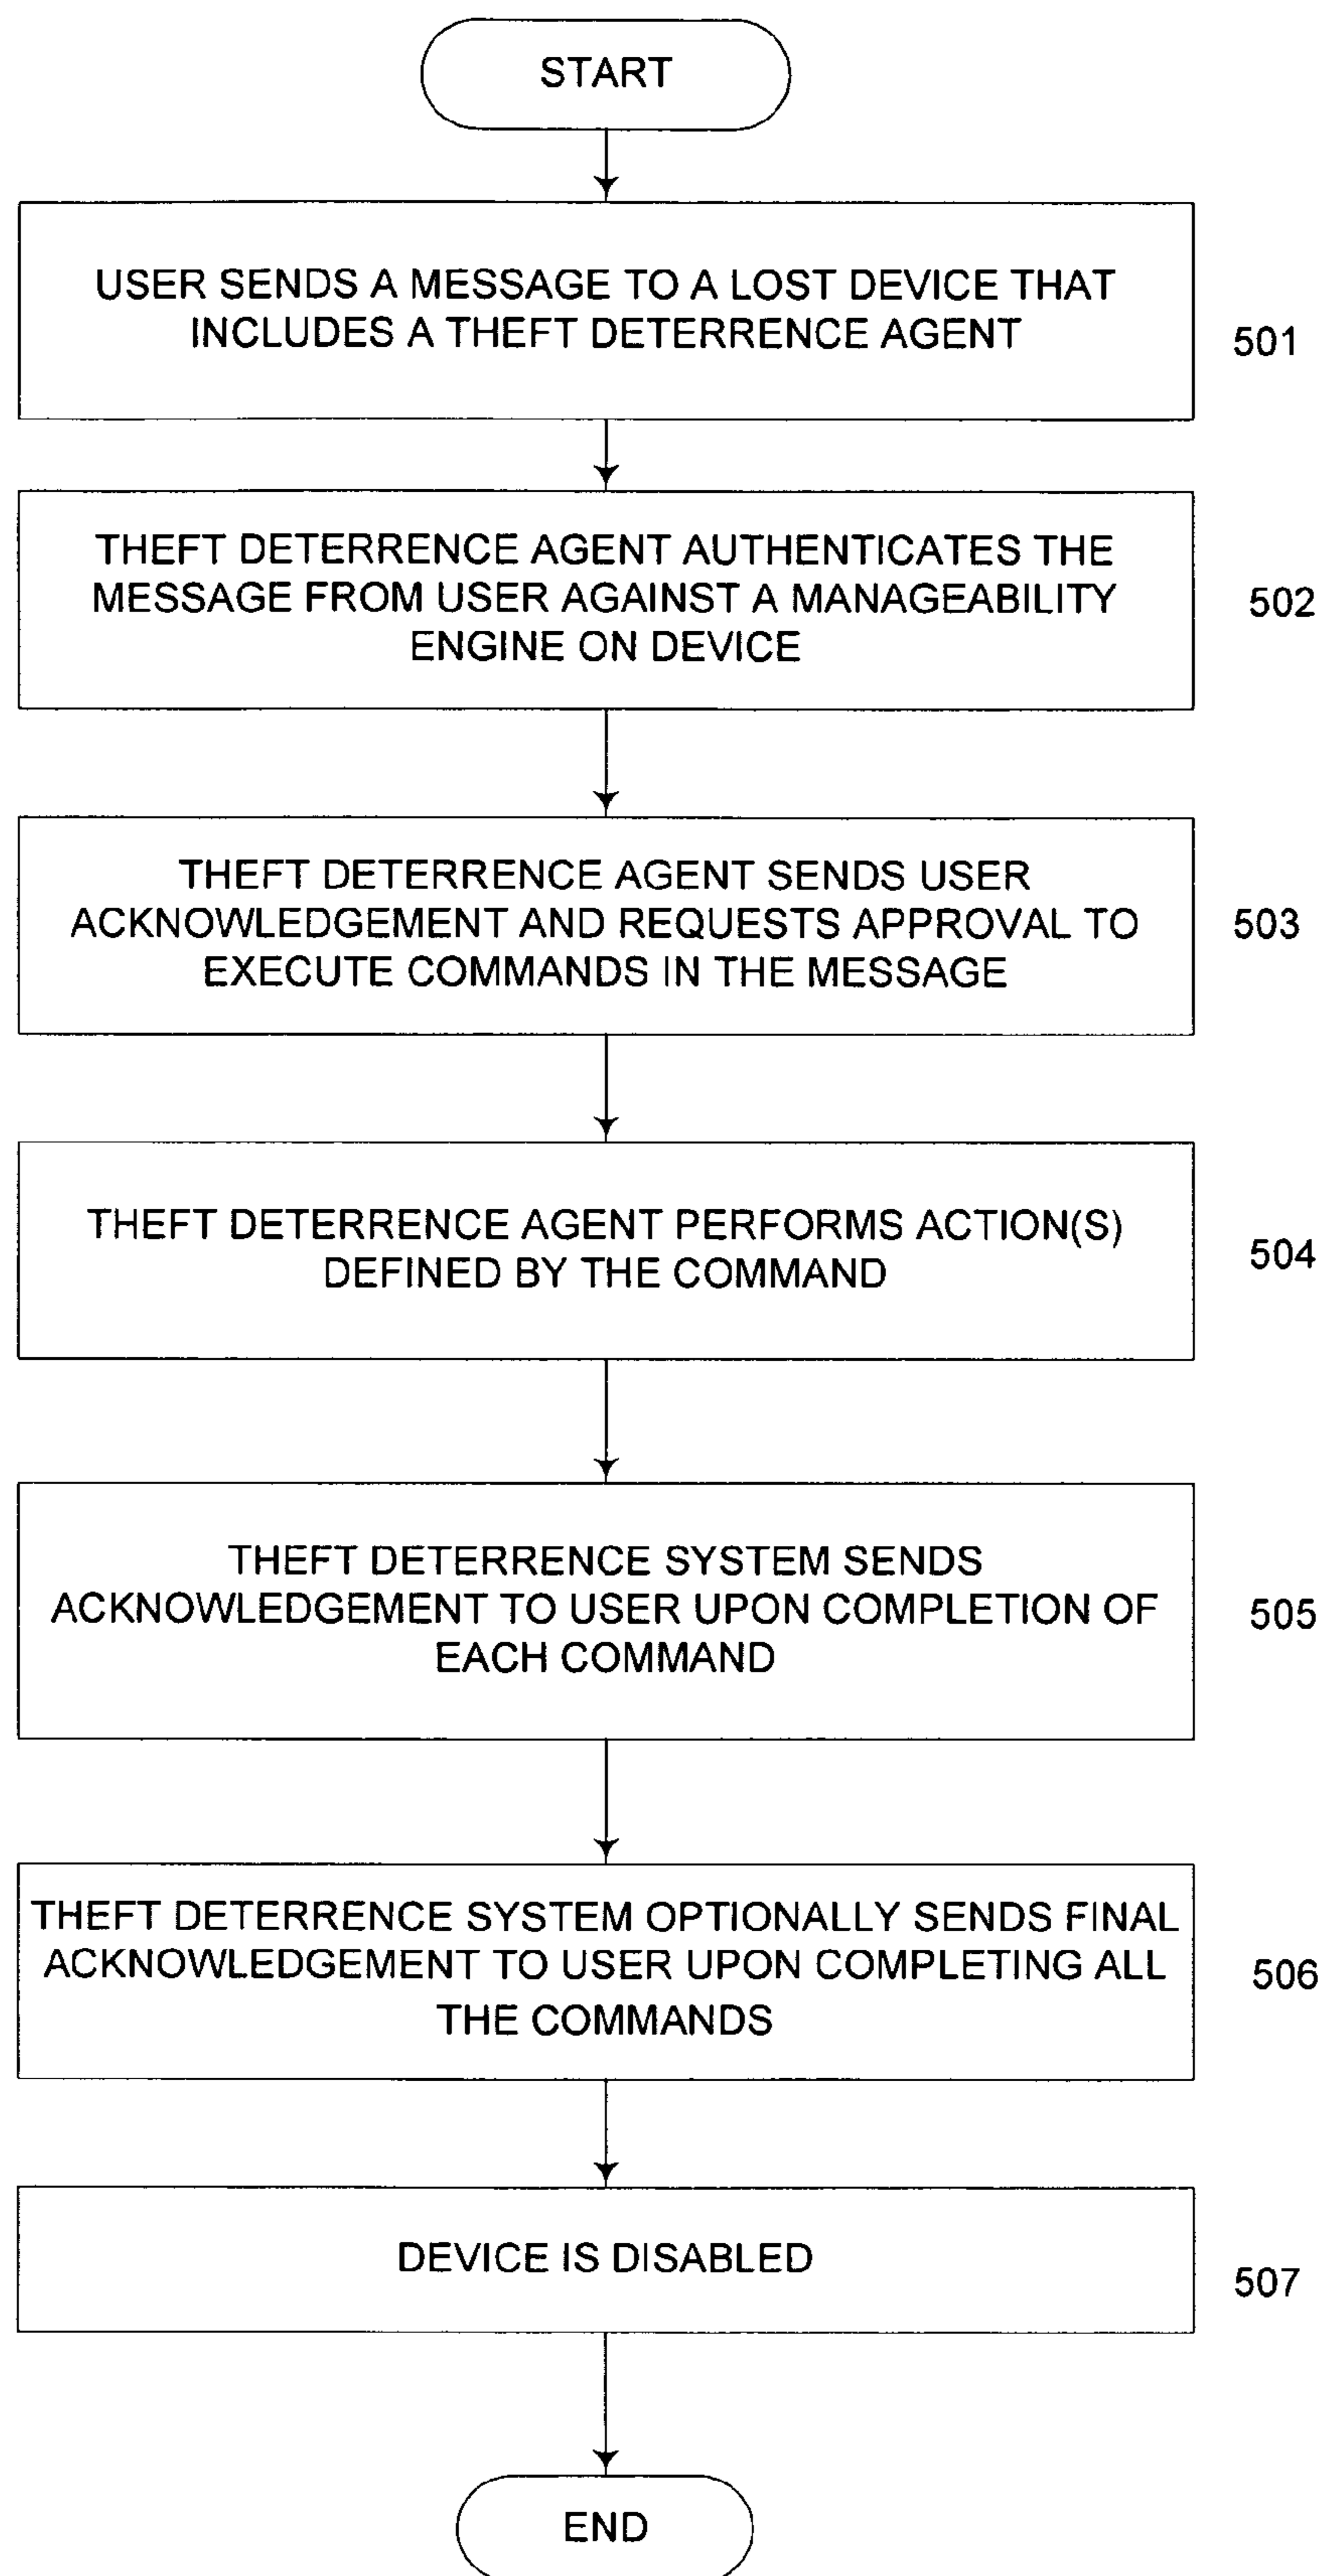 START
USER SENDS A MESSAGE TO A LOST DEVICE THAT
INCLUDES A THEFT DETERRENCE AGENT
501
THEFT DETERRENCE AGENT AUTHENTICATES THE
MESSAGE FROM USER AGAINST A MANAGEABILITY
ENGINE ON DEVICE
502
THEFT DETERRENCE AGENT SENDS USER
ACKNOWLEDGEMENT AND REQUESTS APPROVAL TO
EXECUTE COMMANDS IN THE MESSAGE
503
THEFT DETERRENCE AGENT PERFORMS ACTION(S)
DEFINED BY THE COMMAND
504
THEFT DETERRENCE SYSTEM SENDS
ACKNOWLEDGEMENT TO USER UPON COMPLETION OF
EACH COMMAND
505
THEFT DETERRENCE SYSTEM OPTIONALLY SENDS FINAL
ACKNOWLEDGEMENT TO USER UPON COMPLETING ALL
THE COMMANDS
506
DEVICE IS DISABLED
507
END